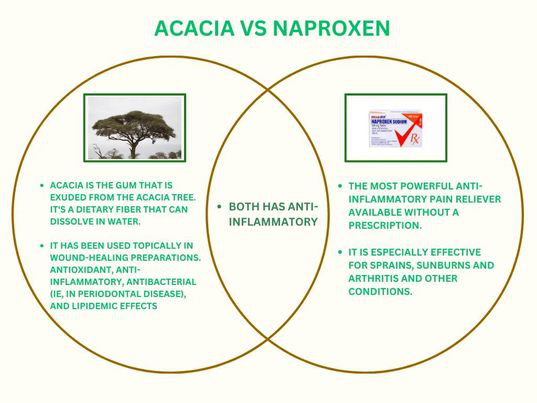 ACACIA VS NAPROXEN
ACACIA IS THE GUM THAT IS
EXUDED FROM THE ACACIA TREE.
IT'S A DIETARY FIBER THAT CAN
DISSOLVE IN WATER.
IT HAS BEEN USED TOPICALLY IN
WOUND-HEALING PREPARATIONS.
ANTIOXIDANT, ANTI-
INFLAMMATORY, ANTIBACTERIAL
(IE, IN PERIODONTAL DISEASE),
AND LIPIDEMIC EFFECTS
BOTH HAS ANTI-
INFLAMMATORY
NAPROXEN SODIUM
Rx
THE MOST POWERFUL ANTI-
INFLAMMATORY PAIN RELIEVER
AVAILABLE WITHOUT A
PRESCRIPTION.
IT IS ESPECIALLY EFFECTIVE
FOR SPRAINS, SUNBURNS AND
ARTHRITIS AND OTHER
CONDITIONS.